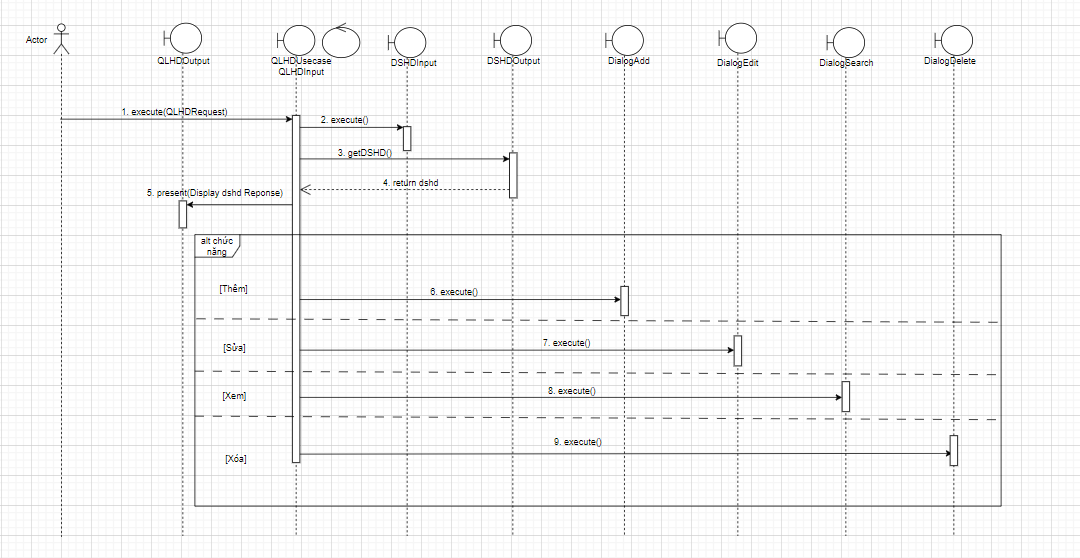 Actor
QLHDOutput
QLHDUsecase
QLHDInput
DSHDInput
DSHDOutput
DialogAdd
DialogEdit
DialogSearch
DialogDelete
1. execute(QLHDRequest)
2. execute()
3. getDSHD()
4. return dshd
5. present(Display dshd Reponse)
alt chức
năng
[Thêm]
6. execute()
[Sửa]
7. execute()
[Xem]
8. execute()
[Xóa]
9. execute()